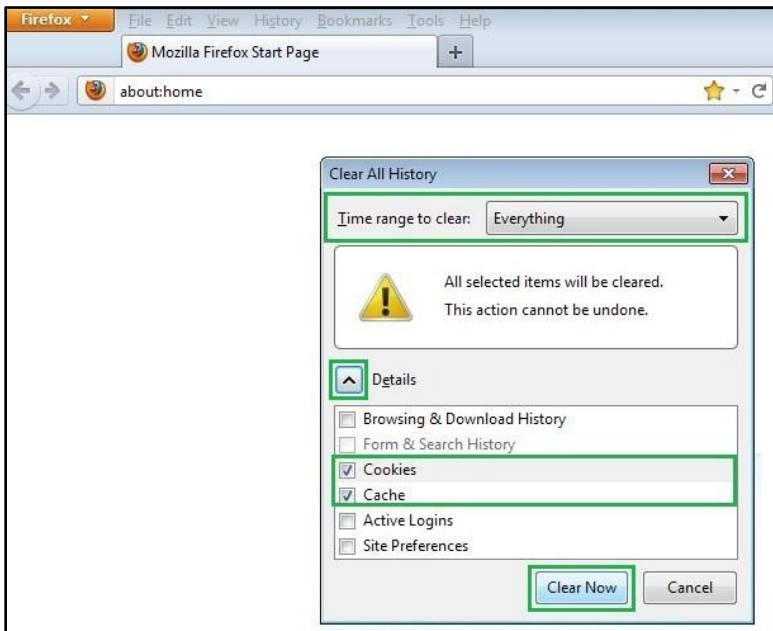 Firefox
File Edit View History Bookmarks Tools Help
Mozilla Firefox Start Page
+
about:home
Clear All History
Time range to clear: Everything
All selected items will be cleared.
This action cannot be undone.
Details
Browsing & Download History
Form & Search History
Cookies
Cache
Active Logins
Site Preferences
Clear Now Cancel